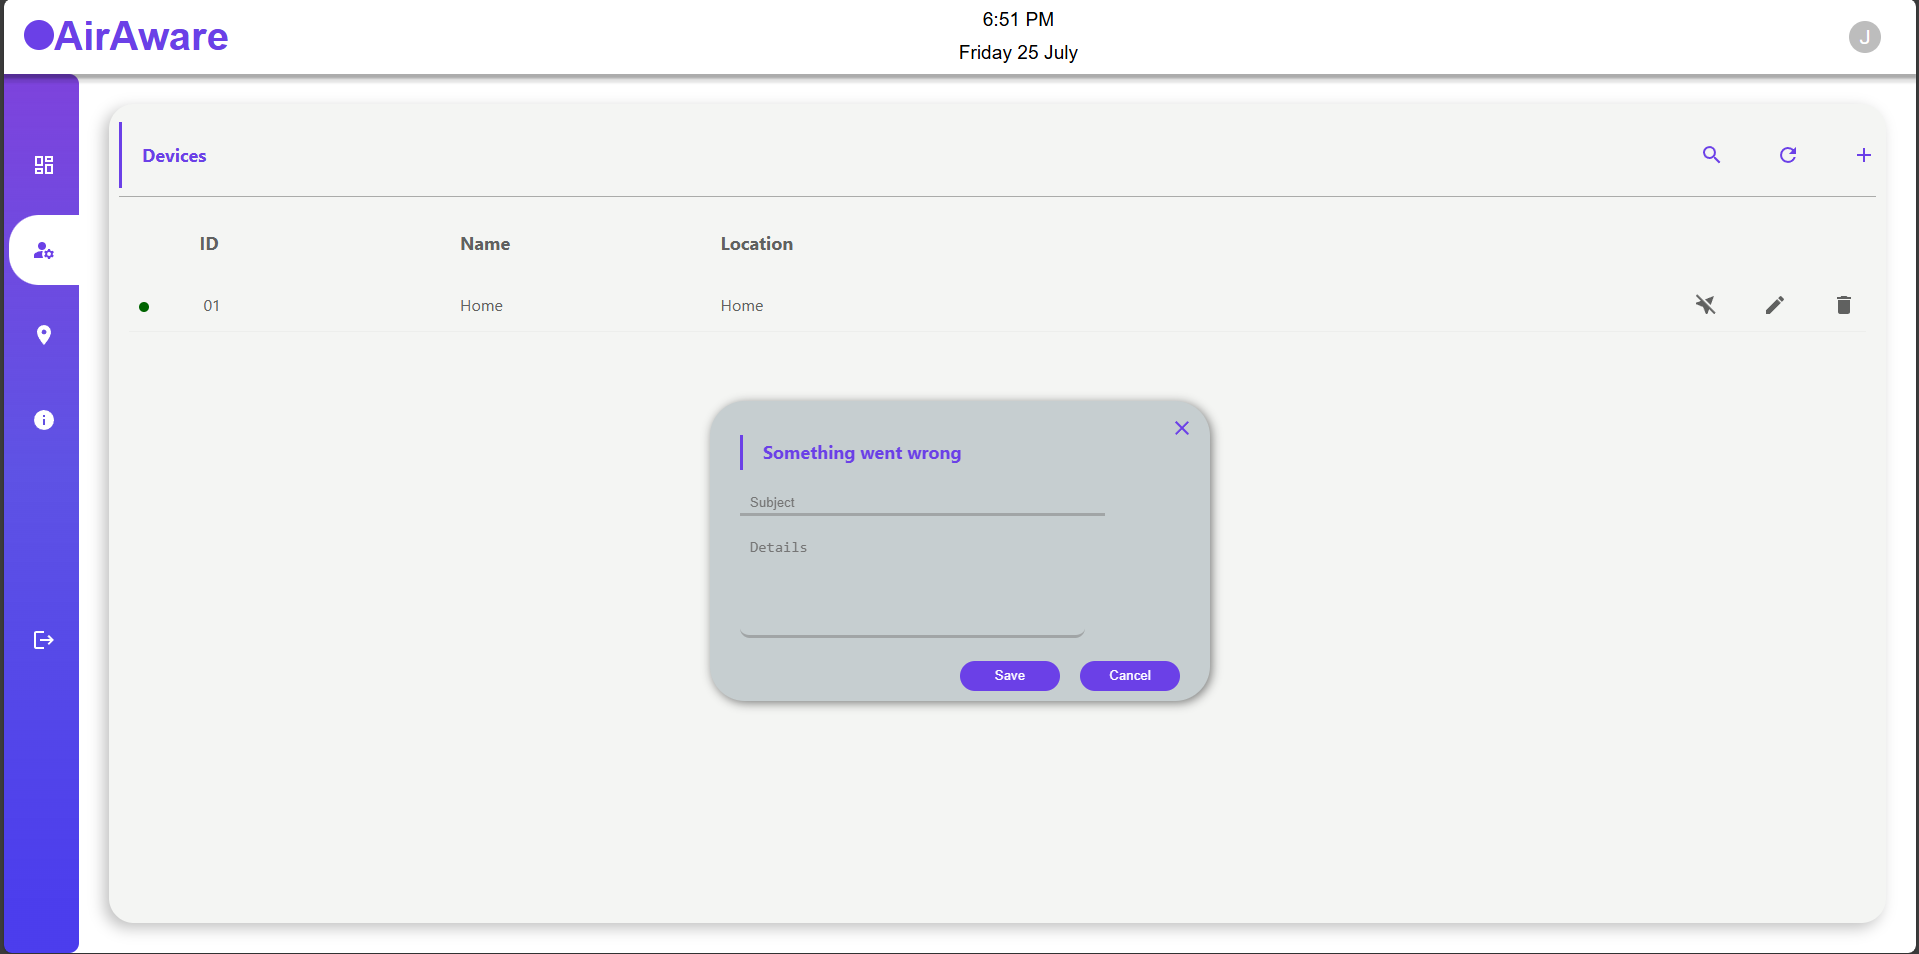 AirAware
6:51 PM
Friday 25 July
J
Devices
ID Name Location
01 Home Home
Something went wrong
Subject
Details
Save Cancel